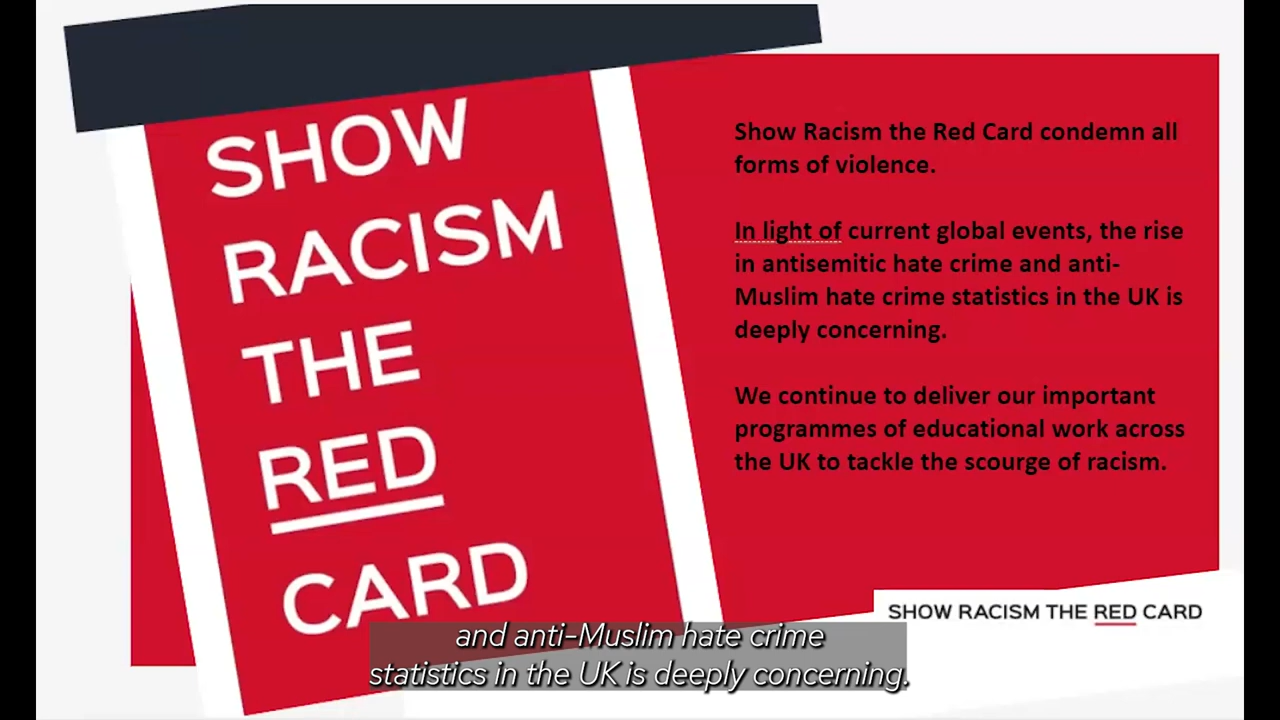 SHOW
RACISM
THE
RED
CARD
Show Racism the Red Card condemn all
forms of violence.
In light of current global events, the rise
in antisemitic hate crime and anti-
Muslim hate crime statistics in the UK is
deeply concerning.
We continue to deliver our important
programmes of educational work across
the UK to tackle the scourge of racism.
SHOW RACISM THE RED CARD
and anti-Muslim hate crime
statistics in the UK is deeply concerning.